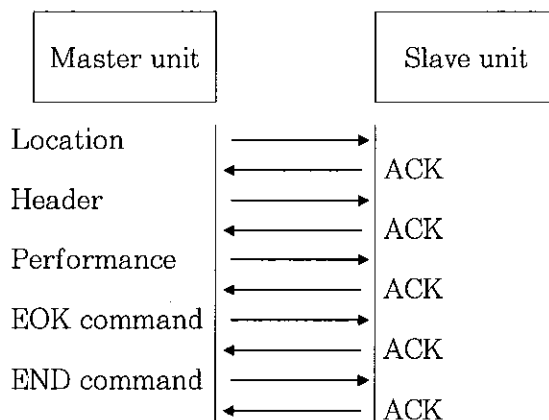 Master unit
Slave unit
Location
ACK
Header
ACK
Performance
ACK
EOK command
ACK
END command
ACK